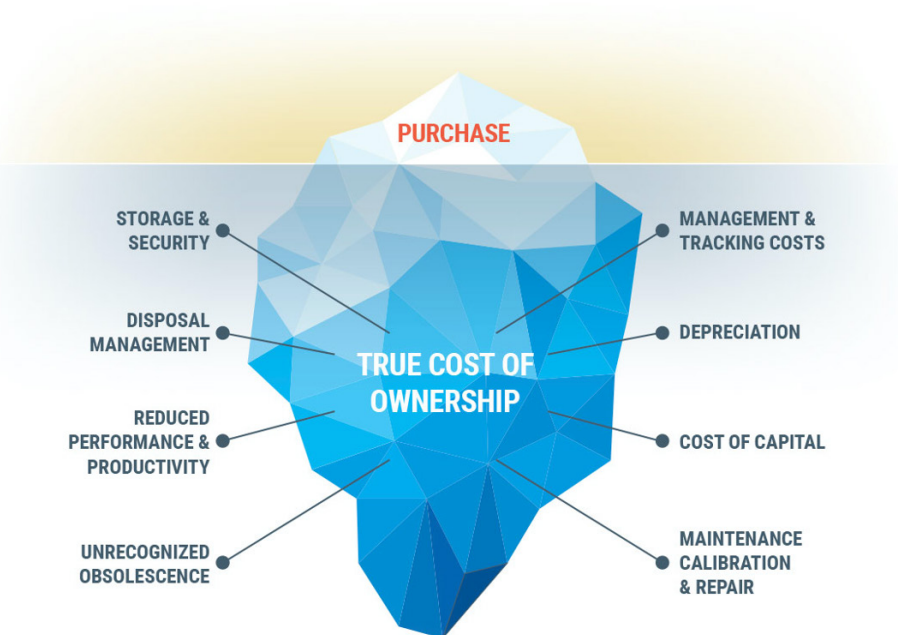 PURCHASE
STORAGE &
SECURITY
MANAGEMENT &
TRACKING COSTS
DISPOSAL
MANAGEMENT
DEPRECIATION
TRUE COST OF
OWNERSHIP
REDUCED
PERFORMANCE &
PRODUCTIVITY
COST OF CAPITAL
UNRECOGNIZED
OBSOLESCENCE
MAINTENANCE
CALIBRATION
& REPAIR